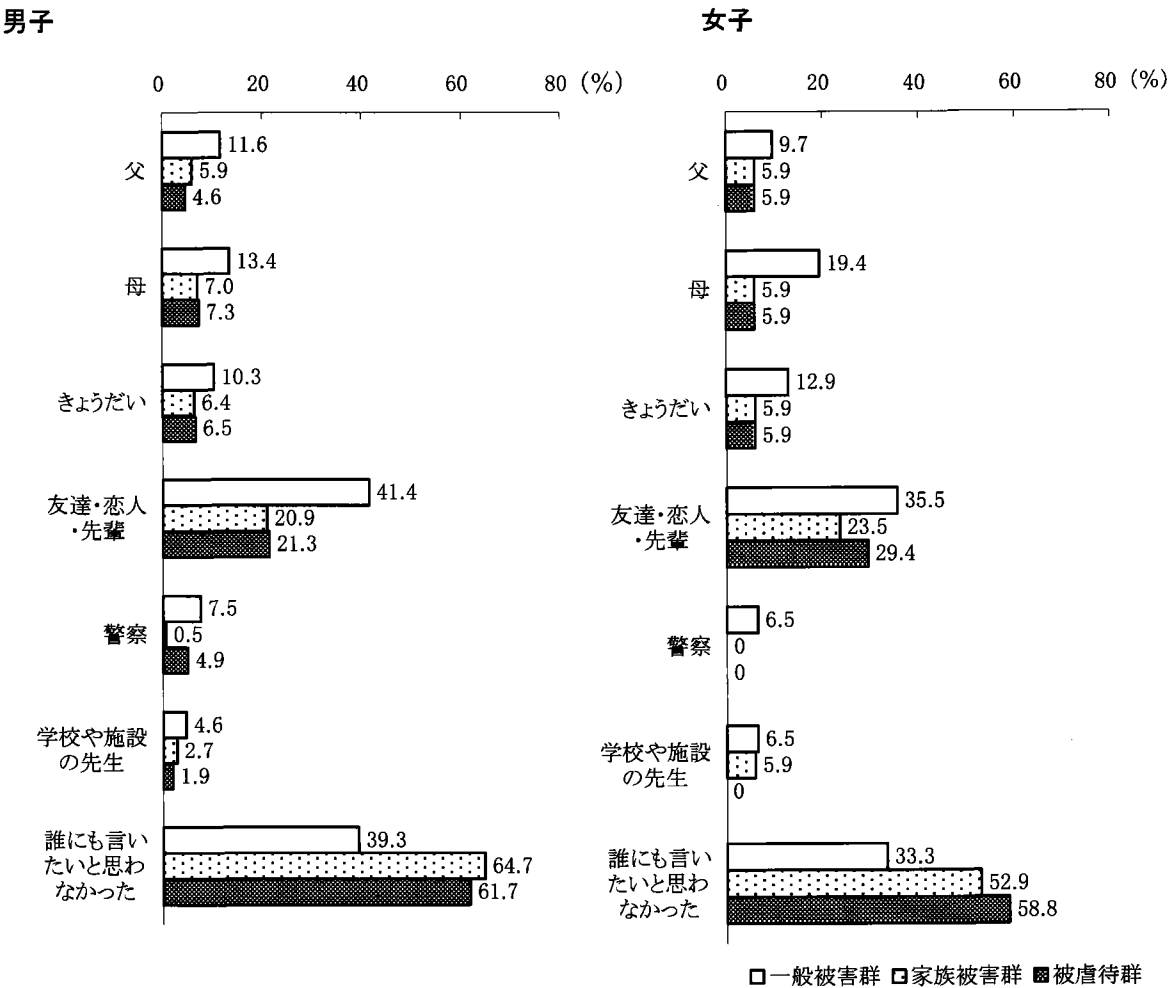 男子
0 20 40 60 80 (%)
父
11.6
5.9
4.6
母
13.4
7.0
7.3
きょうだい
10.3
6.4
6.5
友達・恋人
・先輩
41.4
20.9
21.3
警察
7.5
0.5
4.9
学校や施設
の先生
4.6
2.7
1.9
誰にも言い
たいと思わ
なかった
39.3
64.7
61.7
女子
0 20 40 60 80 (%)
父
9.7
5.9
5.9
母
19.4
5.9
5.9
きょうだい
12.9
5.9
5.9
友達・恋人
・先輩
35.5
23.5
29.4
警察
6.5
0
0
学校や施設
の先生
6.5
5.9
0
誰にも言い
たいと思わ
なかった
33.3
52.9
58.8
一般被害群 家族被害群 被虐待群